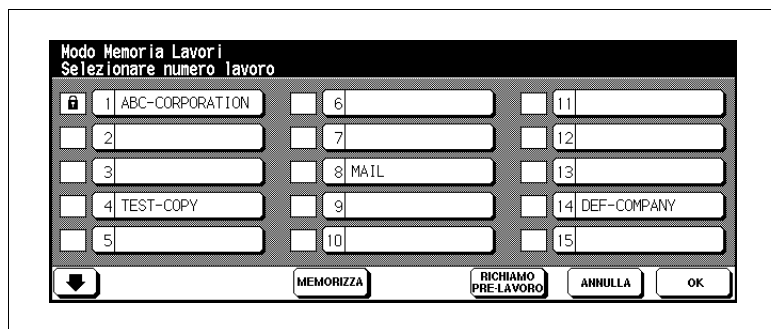 Modo Memoria Lavori
Selezionare numero lavoro
1 ABC-CORPORATION
6
11
2
7
12
3
8 MAIL
13
4 TEST-COPY
9
14 DEF-COMPANY
5
10
15
MEMORIZZA
RICHIAMO
PRE-LAVORO
ANNULLA
OK